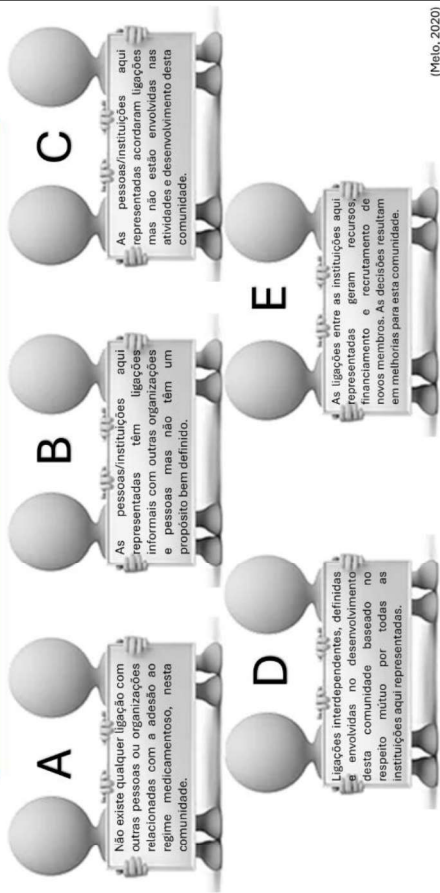 A
Não existe qualquer ligação com
outras pessoas ou organizações
relacionadas com a adesão ao
regime medicamentoso, nesta
comunidade.
B
As pessoas/instituições aqui
representadas têm ligações
informais com outras organizações
e pessoas mas não têm um
propósito bem definido.
C
As pessoas/instituições aqui
representadas acordaram ligações
mas não estão envolvidas nas
atividades e desenvolvimento desta
comunidade.
D
Ligações interdependentes, definidas
e envolvidas no desenvolvimento
desta comunidade baseado no
respeito mútuo por todas as
instituições aqui representadas.
E
As ligações entre as instituições aqui
representadas geram recursos,
financiamento e recrutamento de
novos membros. As decisões resultam
em melhorias para esta comunidade.
(Melo, 2020)